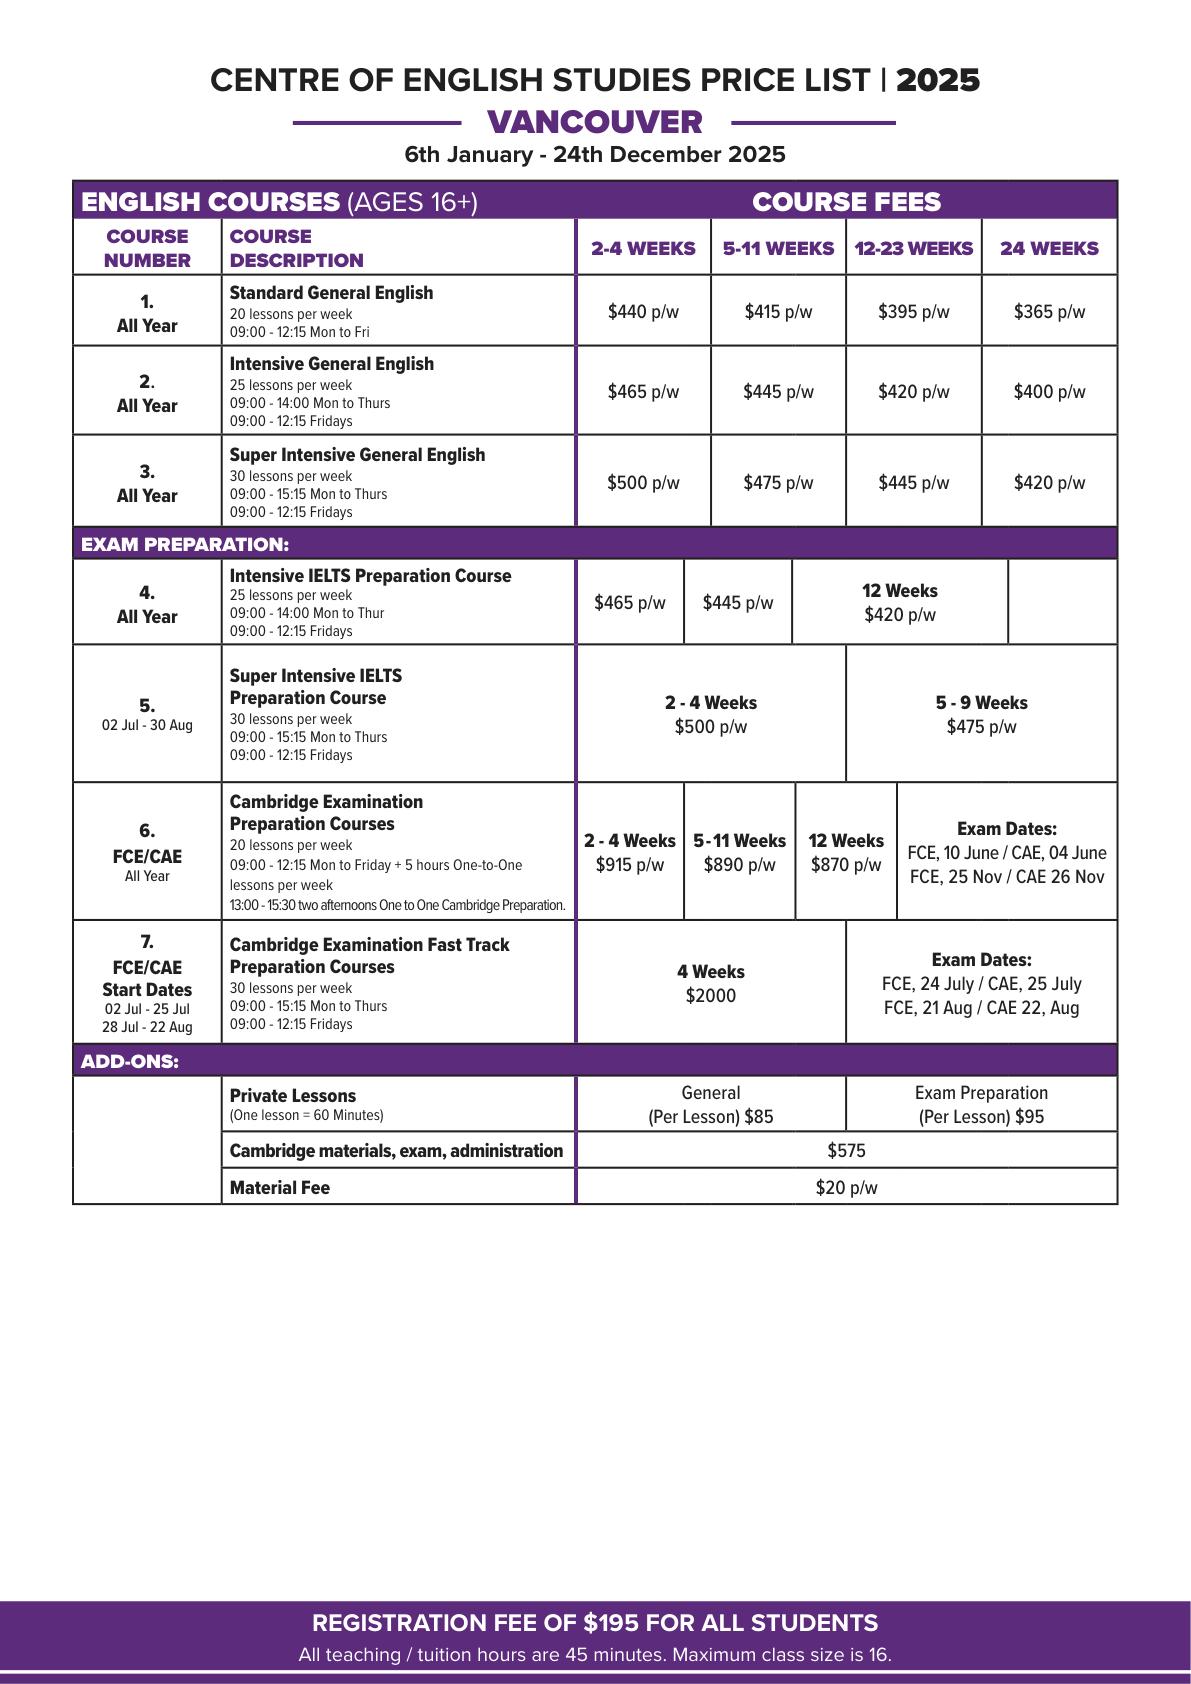 CENTRE OF ENGLISH STUDIES PRICE LIST | 2025
VANCOUVER
6th January - 24th December 2025
ENGLISH COURSES (AGES 16+) COURSE FEES
COURSE NUMBER COURSE DESCRIPTION 2-4 WEEKS 5-11 WEEKS 12-23 WEEKS 24 WEEKS
1.
All Year
Standard General English
20 lessons per week
09:00 - 12:15 Mon to Fri
$440 p/w $415 p/w $395 p/w $365 p/w
2.
All Year
Intensive General English
25 lessons per week
09:00 - 14:00 Mon to Thurs
09:00 - 12:15 Fridays
$465 p/w $445 p/w $420 p/w $400 p/w
3.
All Year
Super Intensive General English
30 lessons per week
09:00 - 15:15 Mon to Thurs
09:00 - 12:15 Fridays
$500 p/w $475 p/w $445 p/w $420 p/w
EXAM PREPARATION:
4.
All Year
Intensive IELTS Preparation Course
25 lessons per week
09:00 - 14:00 Mon to Thur
09:00 - 12:15 Fridays
$465 p/w $445 p/w
12 Weeks
$420 p/w
5.
02 Jul - 30 Aug
Super Intensive IELTS
Preparation Course
30 lessons per week
09:00 - 15:15 Mon to Thurs
09:00 - 12:15 Fridays
2 - 4 Weeks
$500 p/w
5 - 9 Weeks
$475 p/w
6.
FCE/CAE
All Year
Cambridge Examination
Preparation Courses
20 lessons per week
09:00 - 12:15 Mon to Friday + 5 hours One-to-One
lessons per week
13:00 - 15:30 two afternoons One to One Cambridge Preparation.
2 - 4 Weeks
$915 p/w
5-11 Weeks
$890 p/w
12 Weeks
$870 p/w
Exam Dates:
FCE, 10 June / CAE, 04 June
FCE, 25 Nov / CAE 26 Nov
7.
FCE/CAE
Start Dates
02 Jul - 25 Jul
28 Jul - 22 Aug
Cambridge Examination Fast Track
Preparation Courses
30 lessons per week
09:00 - 15:15 Mon to Thurs
09:00 - 12:15 Fridays
4 Weeks
$2000
Exam Dates:
FCE, 24 July / CAE, 25 July
FCE, 21 Aug / CAE 22, Aug
ADD-ONS:
Private Lessons
(One lesson = 60 Minutes)
General
(Per Lesson) $85
Exam Preparation
(Per Lesson) $95
Cambridge materials, exam, administration $575
Material Fee $20 p/w
REGISTRATION FEE OF $195 FOR ALL STUDENTS
All teaching / tuition hours are 45 minutes. Maximum class size is 16.